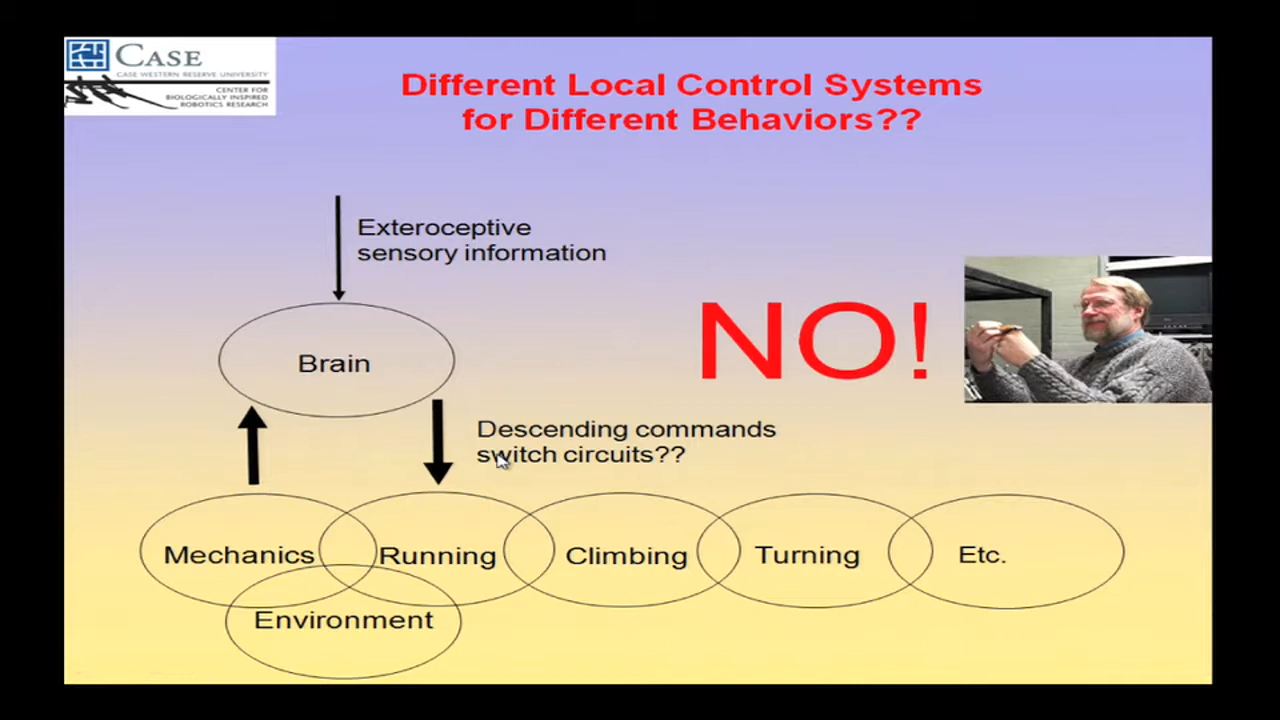 CASE
CASE WESTERN RESERVE UNIVERSITY
CENTER FOR
BIOLOGICALLY INSPIRED
ROBOTICS RESEARCH
Different Local Control Systems
for Different Behaviors??
Exteroceptive
sensory information
NO!
Brain
Descending commands
switch circuits??
Mechanics
Running
Climbing
Turning
Etc.
Environment